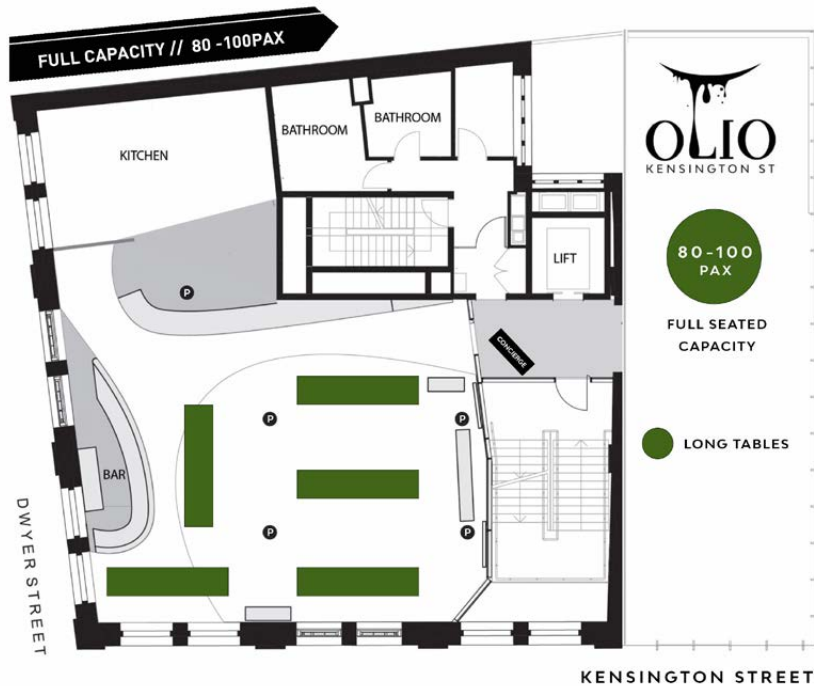 FULL CAPACITY // 80 -100PAX
BATHROOM
BATHROOM
KITCHEN
OLIO
KENSINGTON ST
80-100
PAX
LIFT
P
FULL SEATED
CAPACITY
CONCIERGE
P
P
LONG TABLES
BAR
P
P
DWYER STREET
KENSINGTON STREET